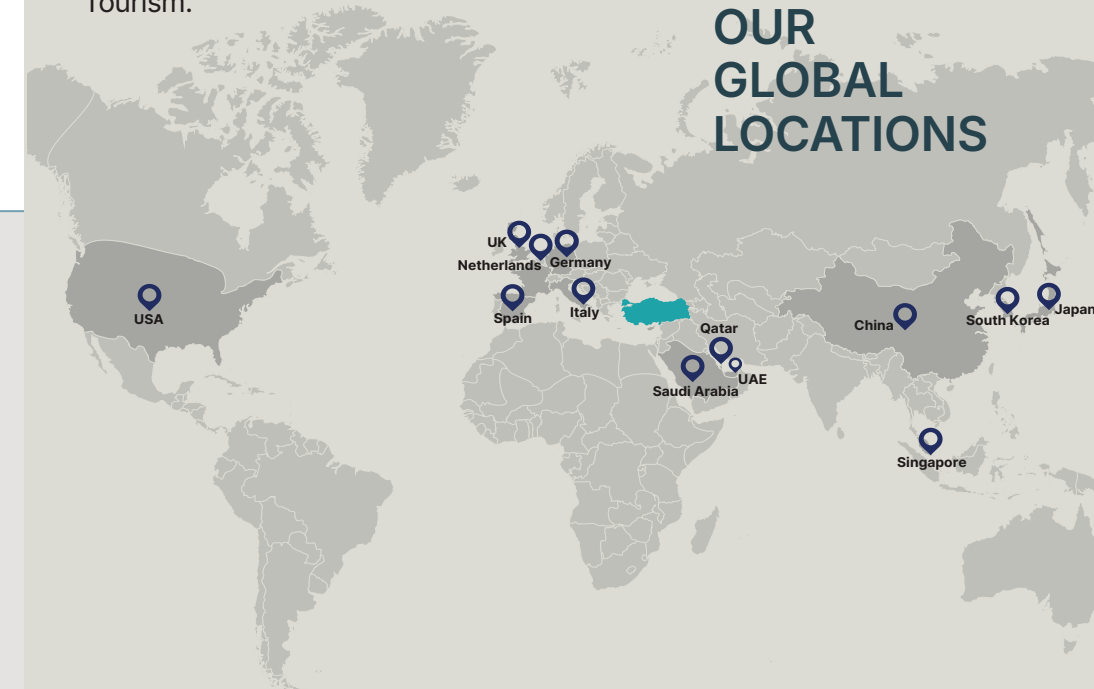 Tourism.
OUR
GLOBAL
LOCATIONS
UK
Netherlands
Germany
USA
Spain
Italy
Qatar
UAE
Saudi Arabia
China
South Korea
Japan
Singapore